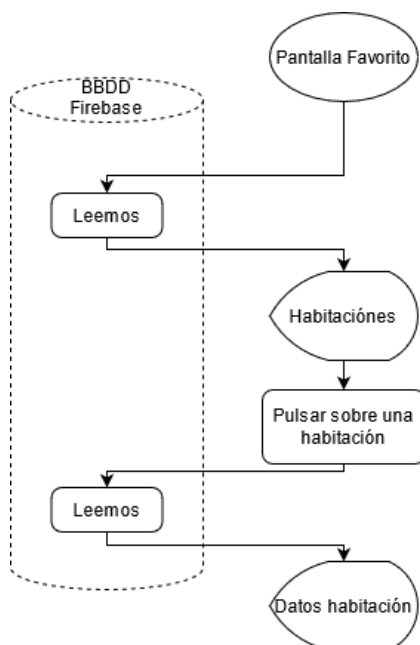 Pantalla Favorito
BBDD
Firebase
Leemos
Habitaciónes
Pulsar sobre una
habitación
Leemos
Datos habitación